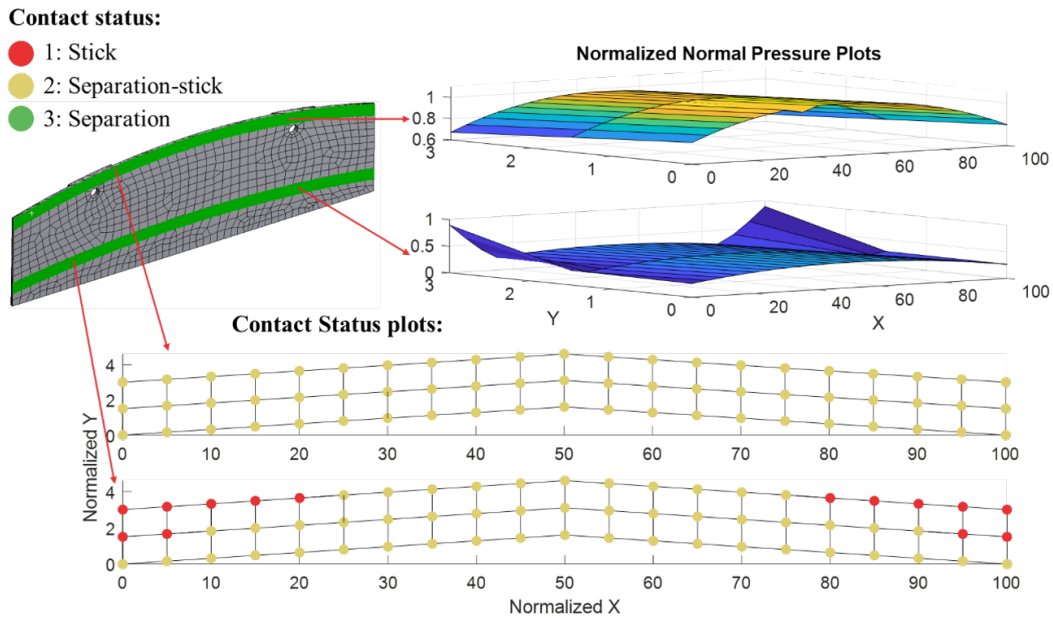 Contact status:
1: Stick
2: Separation-stick
3: Separation
Normalized Normal Pressure Plots
1
0.8
0.6
3
2
1
0
0
20
40
60
80
100
1
0.5
0
3
2
1
0
0
20
40
60
80
100
Y
X
Contact Status plots:
4
2
0
0 10 20 30 40 50 60 70 80 90 100
Normalized Y
4
2
0
0 10 20 30 40 50 60 70 80 90 100
Normalized X